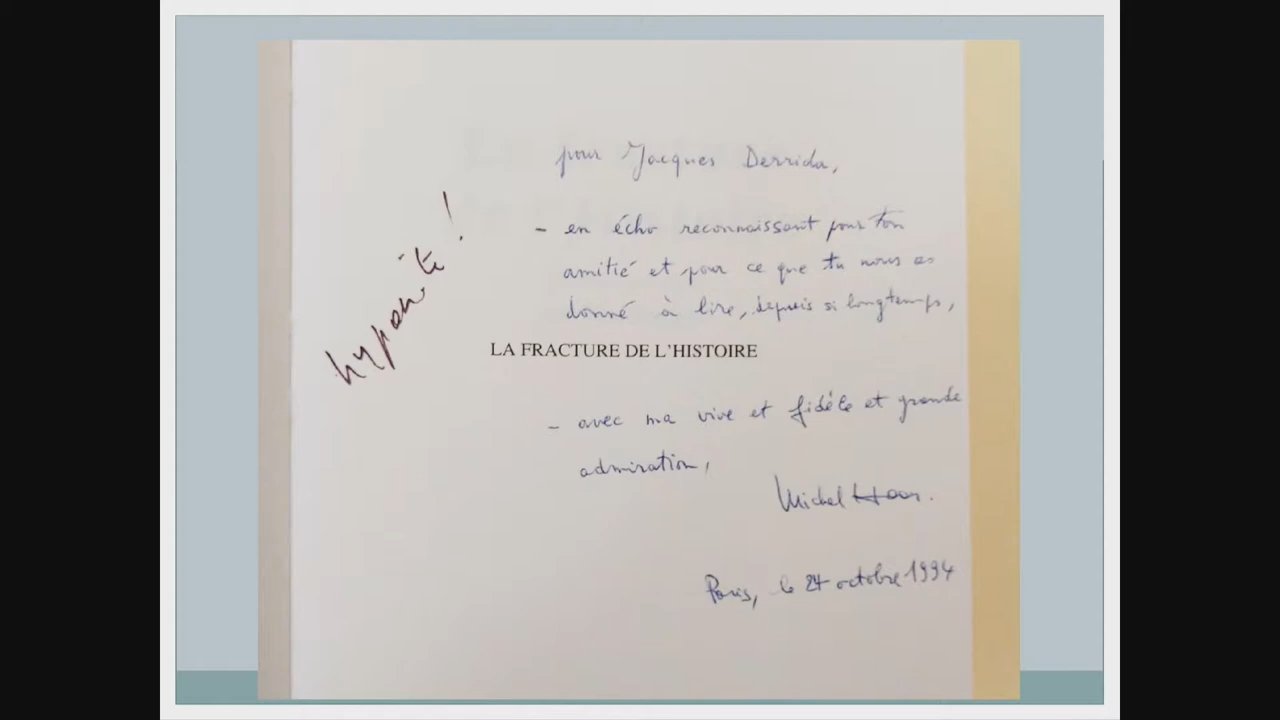 pour Jacques Derrida,
– en écho reconnaissant pour ton
amitié et pour ce que tu nous as
donné à lire, depuis si longtemps,
hypocrite !
LA FRACTURE DE L'HISTOIRE
– avec ma vive et fidèle et grande
admiration,
Michel Haar.
Paris, le 24 octobre 1994